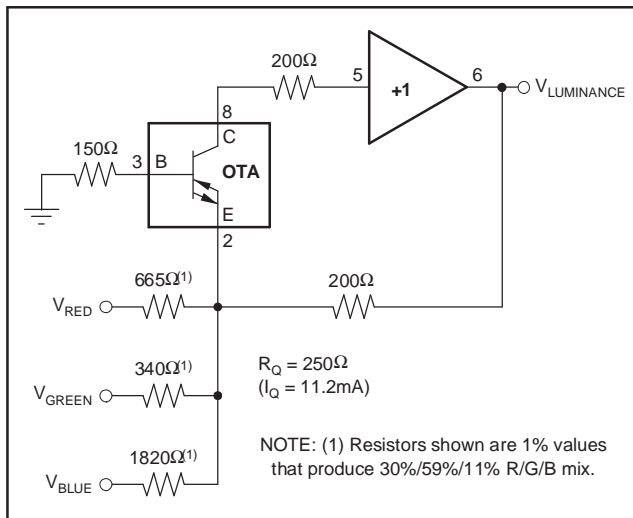 200Ω
5
+1
6
V_LUMINANCE
8
C
150Ω
3
B
OTA
E
2
665Ω(1)
200Ω
V_RED
R_Q = 250Ω
340Ω(1)
(I_Q = 11.2mA)
V_GREEN
NOTE: (1) Resistors shown are 1% values
1820Ω(1)
that produce 30%/59%/11% R/G/B mix.
V_BLUE